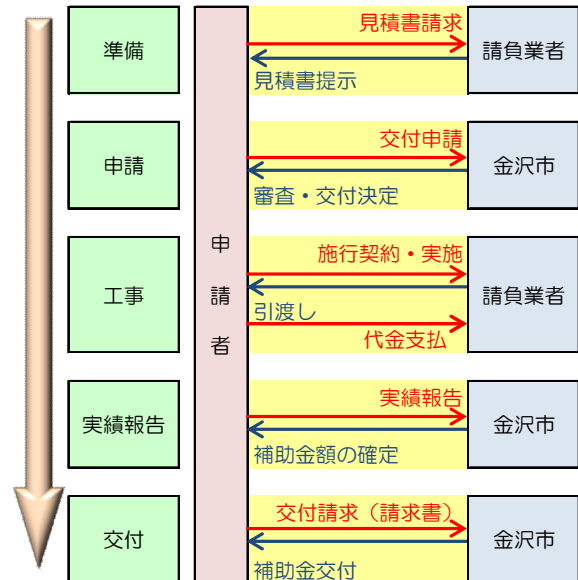 準備
見積書請求
見積書提示
請負業者
申請
交付申請
審査・交付決定
金沢市
申請者
工事
施行契約・実施
引渡し
代金支払
請負業者
実績報告
実績報告
補助金額の確定
金沢市
交付
交付請求（請求書）
補助金交付
金沢市